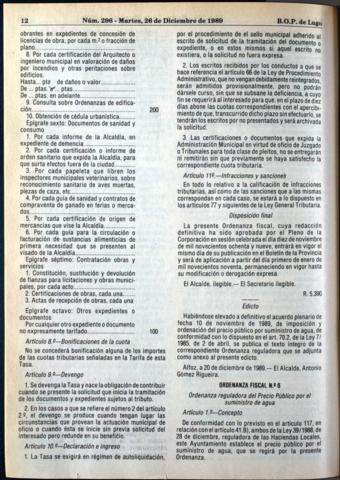 12 Núm. 296 - Martes, 26 de Diciembre de 1989 B.O.P. de Lugo
obrantes en expedientes de concesión de
licencias de obra, por cada m.² o fracción de
plano
8. Por cada certificación del Arquitecto o
ingeniero municipal en valoración de daños
por incendios y otras peritaciones sobre
edificios.
Hasta... pta de daños o valor
De ... ptas. a ... ptas
De ... ptas. en adelante
9. Consulta sobre Ordenanzas de edifica-
ción 200
10. Obtención de cédula urbanística
Epígrafe sexto: Documentos de sanidad y
consumo
1. Por cada informe de la Alcaldía, en
expediente de demencia
2. Por cada certificación o informe de
orden sanitario que expida la Alcaldía, para
que surta efectos fuera de la ciudad
3. Por cada papeleta que libren los
inspectores municipales veterinarios, sobre
reconocimiento sanitario de aves muertas,
piezas de caza, etc.
4. Por cada guía de sanidad y contratos de
compraventa de ganado en ferias o merca-
dos
5. Por cada certificación de origen de
mercancías que vise la Alcaldía
6. Por cada guía para la circulación o
facturación de sustancias alimenticias de
primera necesidad que se presenten al
visado de la Alcaldía
Epígrafe séptimo: Contratación obras y
servicios
1. Constitución, sustitución y devolución
de fianzas para licitaciones y obras munici-
pales, por cada acto
2. Certificaciones de obra, cada una
3. Actas de recepción de obras, cada una
Epígrafe octavo: Otros expedientes o
documentos
Por cualquier otro expediente o documento
no expresamente tarifado 100
Artículo 8.º-Bonificaciones de la cuota
No se concederá bonificación alguna de los importes
de las cuotas tributarias señaladas en la Tarifa de esta
Tasa.
Artículo 9.º-Devengo
1. Se devenga la Tasa y nace la obligación de contribuir
cuando se presente la solicitud que inicia la tramitación
de los documentos y expedientes sujetos al tributo.
2. En los casos a que se refiere el número 2 del artículo
2.º, el devengo se produce cuando tengan lugar las
circunstancias que provean la actuación municipal de
oficio o cuando ésta se inicie sin previa solicitud del
interesado pero redunde en su beneficio.
Artículo 10.º-Declaración e ingreso
1. La Tasa se exigirá en régimen de autoliquidación,
por el procedimiento de el sello municipal adherido al
escrito de solicitud de la tramitación del documento o
expediente, o en estos mismos si aquel escrito no
existiera, o la solicitud no fuera expresa.
2. Los escritos recibidos por los conductos a que se
hace referencia el artículo 66 de la Ley de Procedimiento
Administrativo, que no vengan debidamente reintegrados,
serán admitidos provisionalmente, pero no podrán
dárseles curso, sin que se subsane la deficiencia, a cuyo
fin se requerirá al interesado para que, en el plazo de diez
días abone las cuotas correspondientes con el apercibi-
miento de que, transcurrido dicho plazo sin efectuarlo, se
tendrán los escritos por no presentados y será archivada
la solicitud.
3. Las certificaciones o documentos que expida la
Administración Municipal en virtud de oficio de Juzgado
o Tribunales para toda clase de pleitos, no se entregarán
ni remitirán sin que previamente se haya satisfecho la
correspondiente cuota tributaria.
Artículo 11º.-Infracciones y sanciones
En todo lo relativo a la calificación de infracciones
tributarias, así como de las sanciones que a las mismas
correspondan en cada caso, se estará a lo dispuesto en
los artículos 77 y siguientes de la Ley General Tributaria.
Disposición final
La presente Ordenanza fiscal, cuya redacción
definitiva ha sido aprobada por el Pleno de la
Corporación en sesión celebrada el día diez de noviembre
de mil novecientos ochenta y nueve, entrará en vigor el
mismo día de su publicación en el Boletín de la Provincia
y será de aplicación a partir del día primero de enero de
mil novecientos noventa, permaneciendo en vigor hasta
su modificación o derogación expresa.
El Alcalde, ilegible.— El Secretario, ilegible.
R. 5.390
Edicto
Habiéndose elevado a definitivo el acuerdo plenario de
fecha 10 de noviembre de 1989, de imposición y
ordenación del precio público por suministro de agua, de
conformidad con lo dispuesto en el art. 70.2, de la Ley 7/
1985, de 2 de abril, se publica el texto íntegro de la
correspondiente Ordenanza reguladora que se adjunta
como anexo al presente edicto.
Alfoz, a 20 de diciembre de 1989.— El Alcalde, Antonio
Gómez Rigueira.
ORDENANZA FISCAL N.º 6
Ordenanza reguladora del Precio Público por el
suministro de agua
Artículo 1.º-Concepto
De conformidad con lo previsto en el artículo 117, en
relación con el artículo 41.B), ambos de la Ley 39/1988, de
28 de diciembre, reguladora de las Haciendas Locales,
este Ayuntamiento establece el precio público por el
suministro de agua, que se regirá por la presente
Ordenanza.